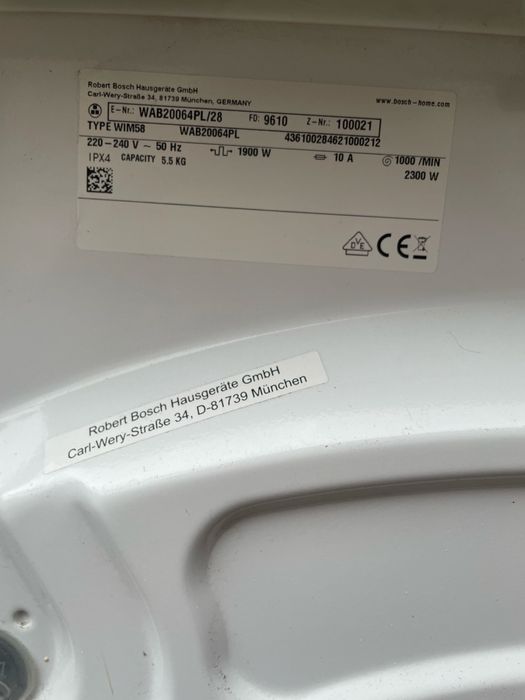 Robert Bosch Hausgeräte GmbH
Carl-Wery-Straße 34, 81739 München, GERMANY
www.bosch-home.com
E-Nr.: WAB20064PL/28 FD: 9610 Z-Nr.: 100021
TYPE WIM58 WAB20064PL 436100284621000212
220-240 V ~ 50 Hz 1900 W 10 A 1000 /MIN
IPX4 CAPACITY 5.5 KG 2300 W
DVE CE
Robert Bosch Hausgeräte GmbH
Carl-Wery-Straße 34, D-81739 München